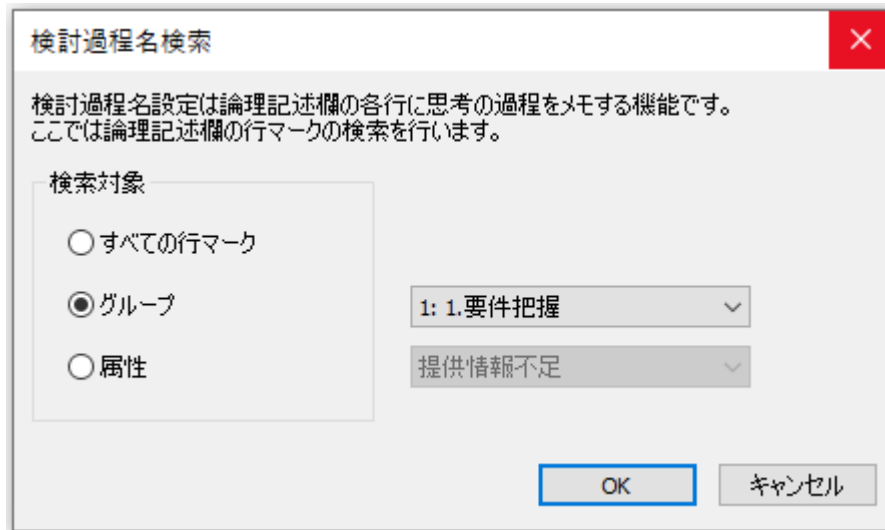 検討過程名検索
検討過程名設定は論理記述欄の各行に思考の過程をメモする機能です。
ここでは論理記述欄の行マークの検索を行います。
検索対象
すべての行マーク
グループ
1: 1.要件把握
属性
提供情報不足
OK
キャンセル